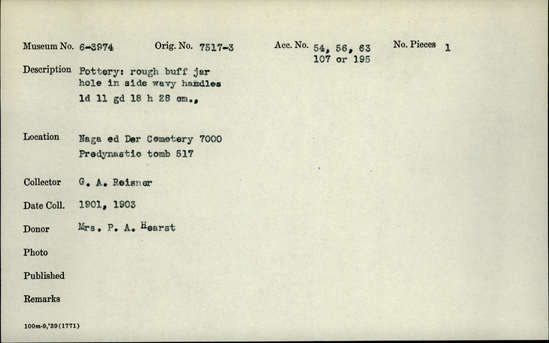 Museum No. 6-3974 Orig. No. 7517-3 Acc. No. 54, 56, 63 No. Pieces 1
107 or 195
Description Pottery: rough buff jar
hole in side wavy handles
ld 11 gd 18 h 28 cm.,
Location Naga ed Der Cemetery 7000
Predynastic tomb 517
Collector G. A. Reisner
Date Coll. 1901, 1903
Donor Mrs. P. A. Hearst
Photo
Published
Remarks
100m-9,'39(1771)